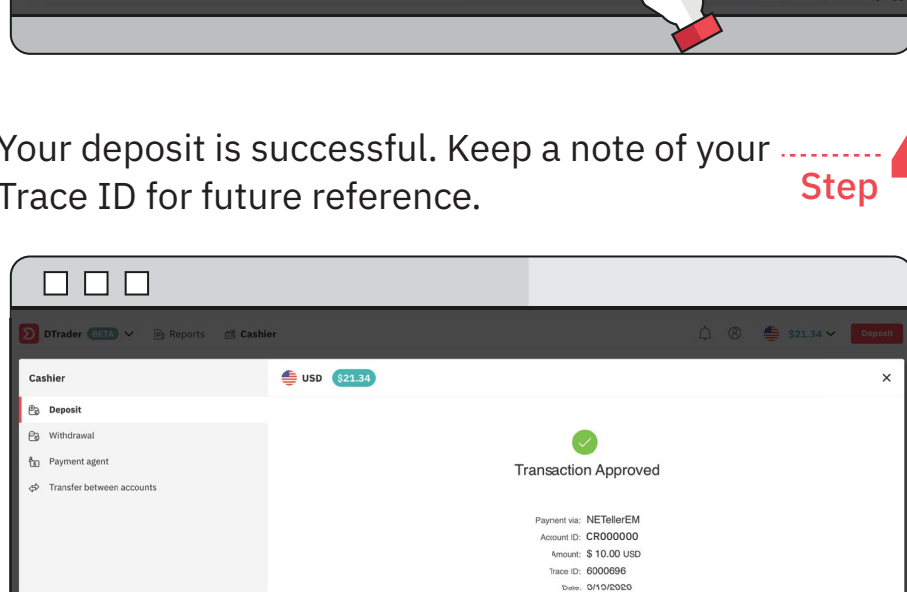 Your deposit is successful. Keep a note of your
Trace ID for future reference.
Step
DTrader BETA Reports Cashier $21.34 Deposit
Cashier USD $21.34
Deposit
Withdrawal
Payment agent
Transfer between accounts
Transaction Approved
Payment via: NETellerEM
Account ID: CR000000
Amount: $ 10.00 USD
Trace ID: 6000696
Date: